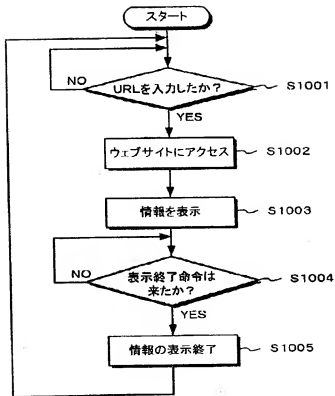 スタート
NO
URLを入力したか？
S1001
YES
ウェブサイトにアクセス
S1002
情報を表示
S1003
NO
表示終了命令は
来たか？
S1004
YES
情報の表示終了
S1005